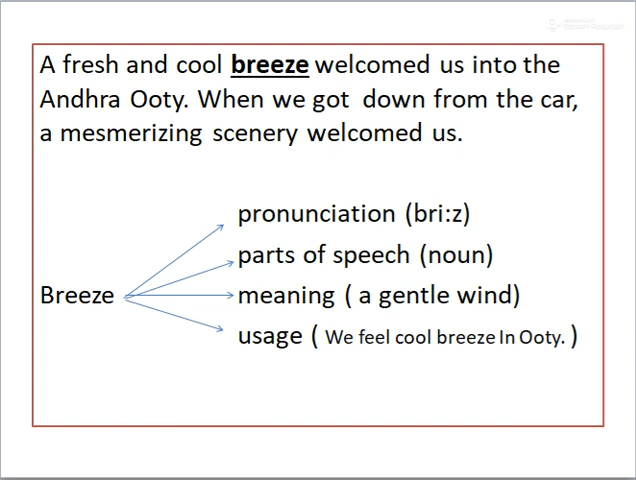 A fresh and cool breeze welcomed us into the
Andhra Ooty. When we got down from the car,
a mesmerizing scenery welcomed us.
pronunciation (bri:z)
parts of speech (noun)
Breeze
meaning ( a gentle wind)
usage ( We feel cool breeze In Ooty. )